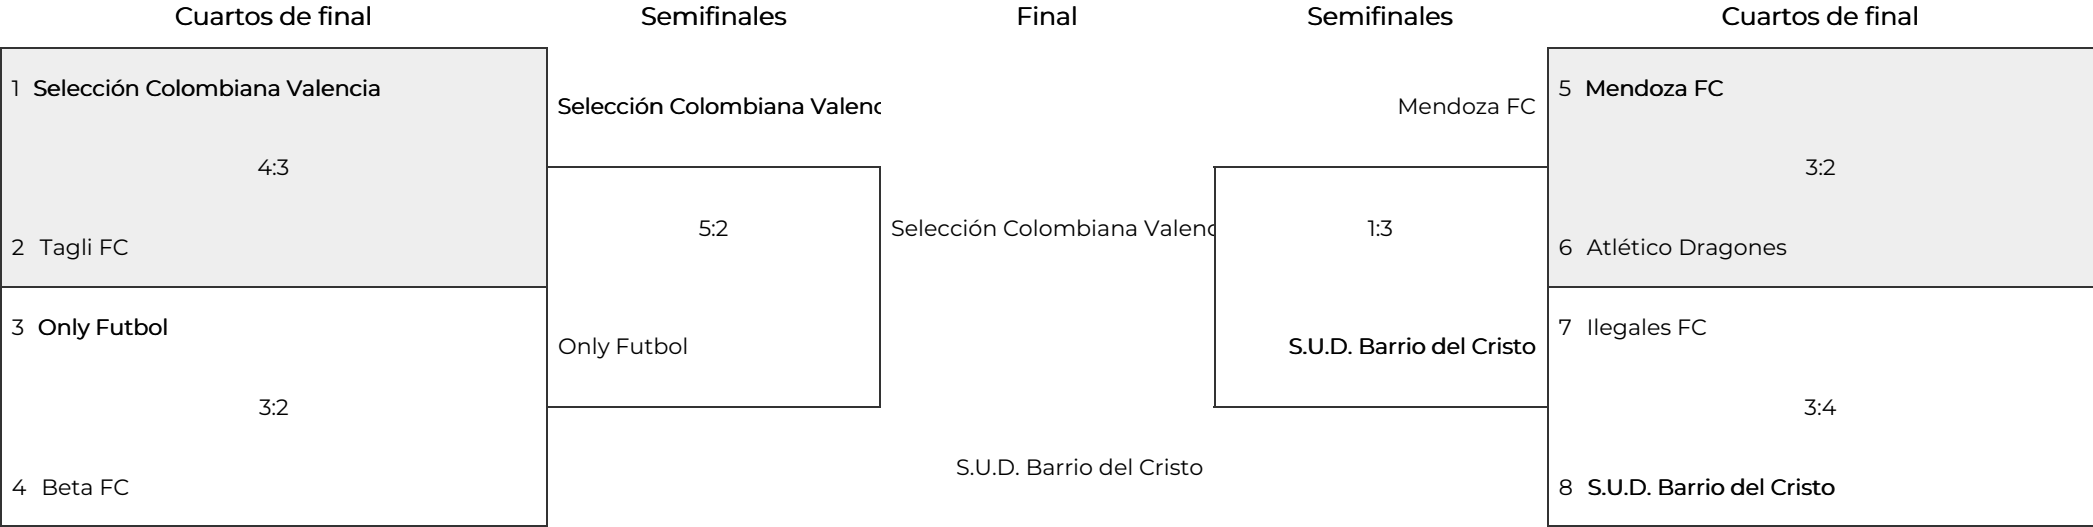 Cuartos de final
Semifinales
Final
Semifinales
Cuartos de final
1 Selección Colombiana Valencia
4:3
2 Tagli FC
3 Only Futbol
3:2
4 Beta FC
Selección Colombiana Valenc
5:2
Only Futbol
Selección Colombiana Valenc
S.U.D. Barrio del Cristo
Mendoza FC
1:3
S.U.D. Barrio del Cristo
5 Mendoza FC
3:2
6 Atlético Dragones
7 Ilegales FC
3:4
8 S.U.D. Barrio del Cristo